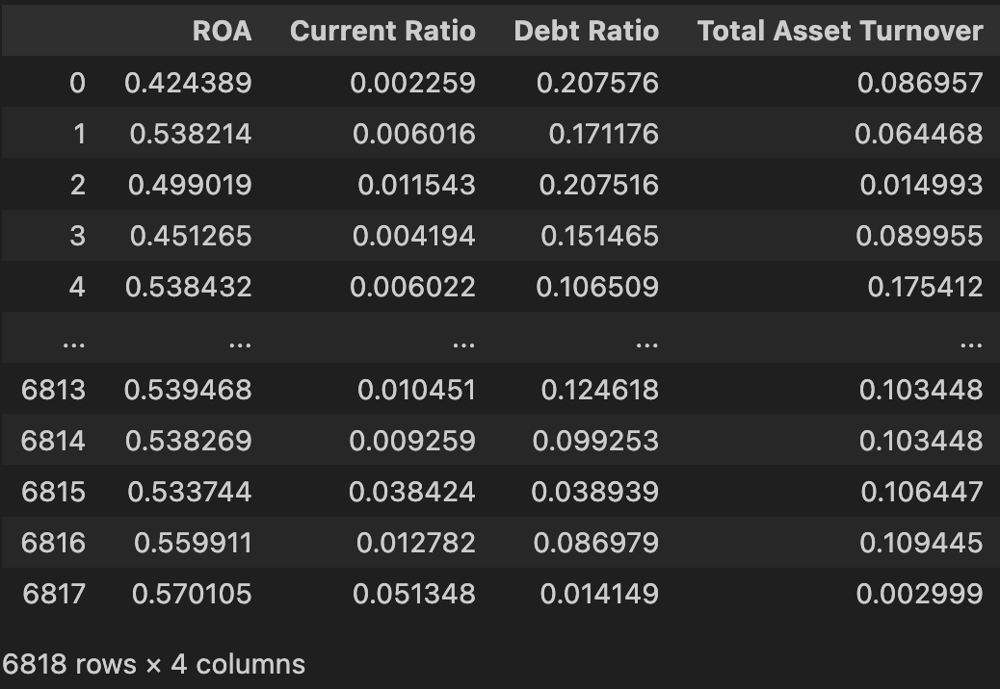 ROA Current Ratio Debt Ratio Total Asset Turnover
0 0.424389 0.002259 0.207576 0.086957
1 0.538214 0.006016 0.171176 0.064468
2 0.499019 0.011543 0.207516 0.014993
3 0.451265 0.004194 0.151465 0.089955
4 0.538432 0.006022 0.106509 0.175412
... ... ... ... ...
6813 0.539468 0.010451 0.124618 0.103448
6814 0.538269 0.009259 0.099253 0.103448
6815 0.533744 0.038424 0.038939 0.106447
6816 0.559911 0.012782 0.086979 0.109445
6817 0.570105 0.051348 0.014149 0.002999
6818 rows × 4 columns